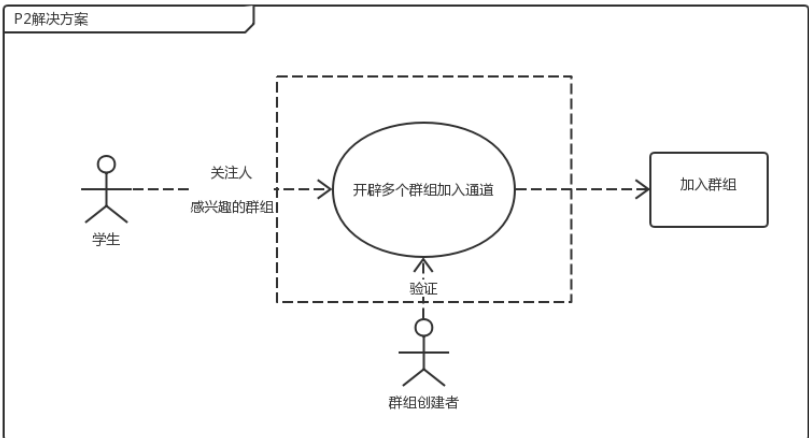 P2解决方案
关注人
感兴趣的群组
开辟多个群组加入通道
加入群组
学生
验证
群组创建者